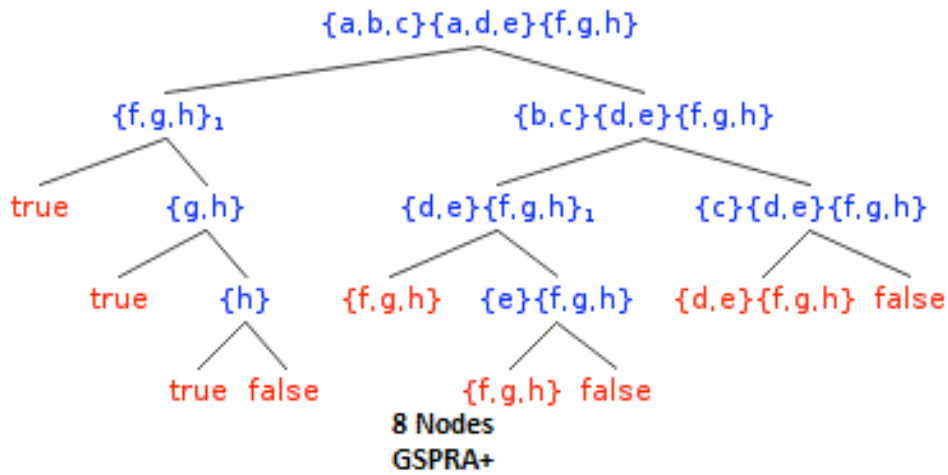 {a,b,c}{a,d,e}{f,g,h}
{f,g,h}₁ {b,c}{d,e}{f,g,h}
true {g,h} {d,e}{f,g,h}₁ {c}{d,e}{f,g,h}
true {h} {f,g,h} {e}{f,g,h} {d,e}{f,g,h} false
true false {f,g,h} false
8 Nodes
GSPRA+